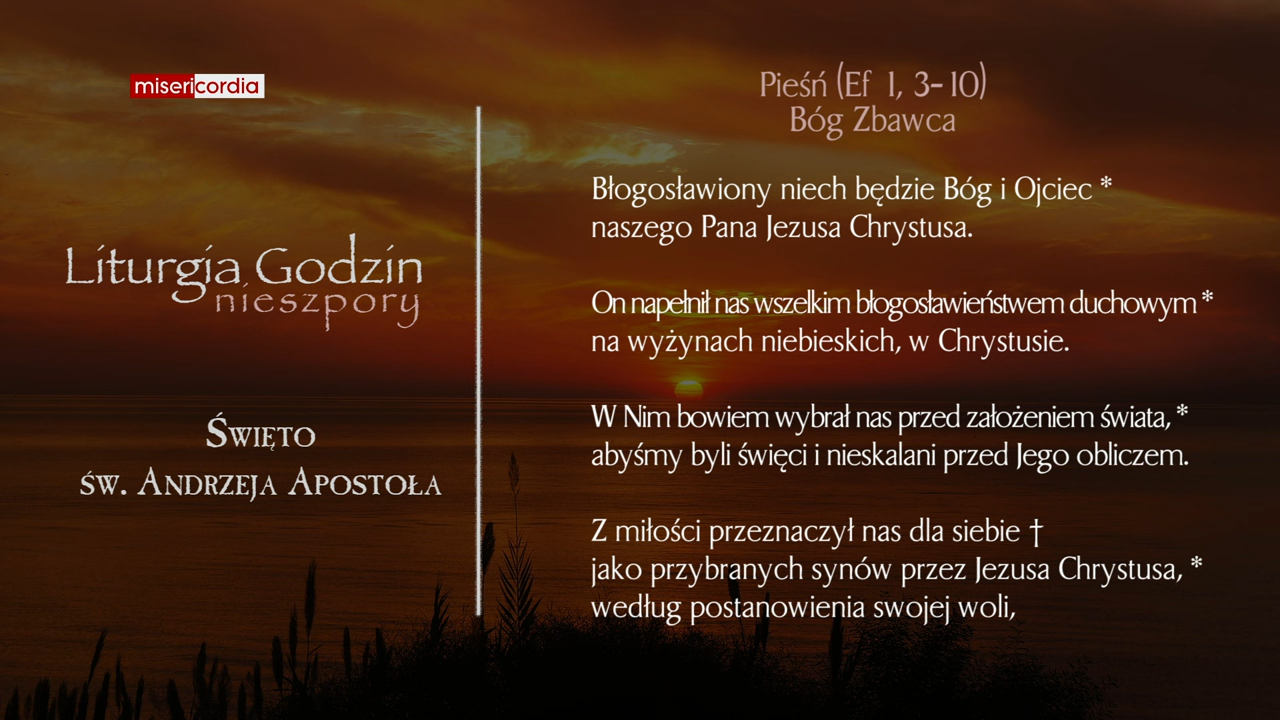 misericordia
Liturgia Godzin
nieszpory
Święto
św. Andrzeja Apostoła
Pieśń (Ef 1, 3-10)
Bóg Zbawca
Błogosławiony niech będzie Bóg i Ojciec *
naszego Pana Jezusa Chrystusa.
On napełnił nas wszelkim błogosławieństwem duchowym *
na wyżynach niebieskich, w Chrystusie.
W Nim bowiem wybrał nas przed założeniem świata, *
abyśmy byli święci i nieskalani przed Jego obliczem.
Z miłości przeznaczył nas dla siebie †
jako przybranych synów przez Jezusa Chrystusa, *
według postanowienia swojej woli,